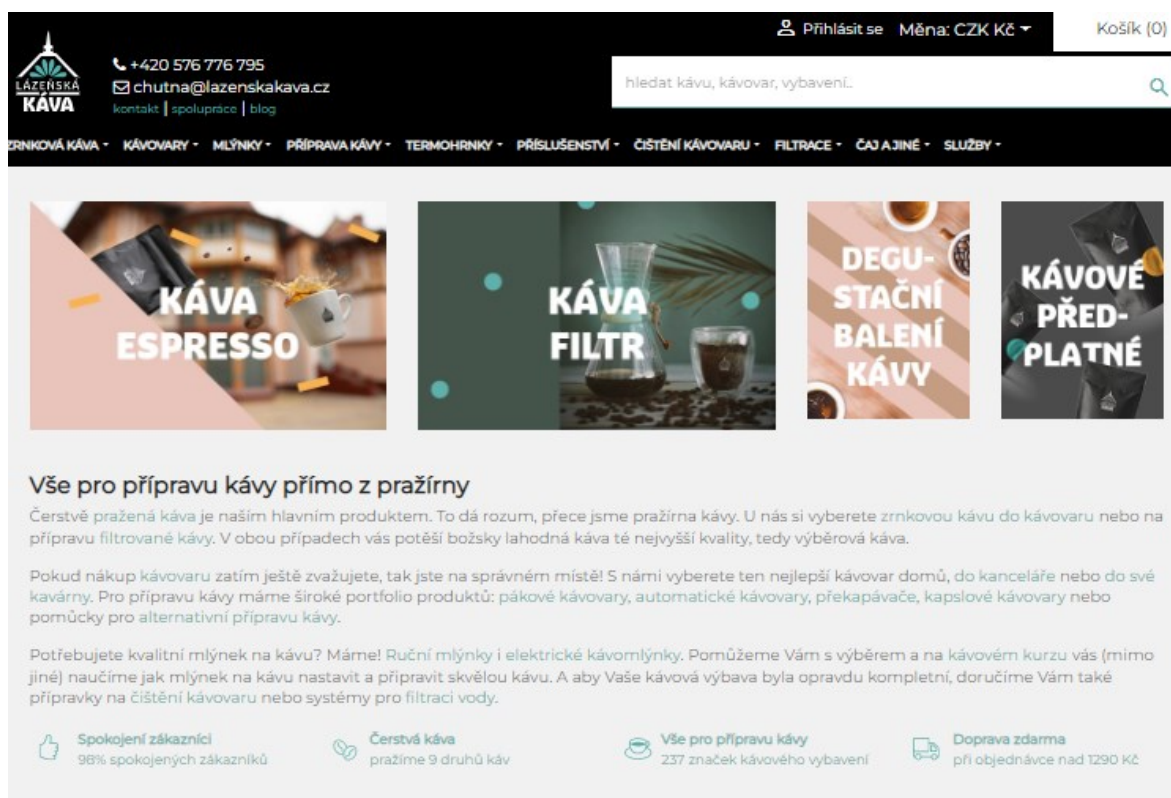 Přihlásit se Měna: CZK Kč Košík (0)
LÁZEŇSKÁ
KÁVA
+420 576 776 795
chutna@lazenskakava.cz
kontakt | spolupráce | blog
hledat kávu, kávovar, vybavení..
ZRNKOVÁ KÁVA KÁVOVARY MLÝNKY PŘÍPRAVA KÁVY TERMOHRNKY PŘÍSLUŠENSTVÍ ČIŠTĚNÍ KÁVOVARU FILTRACE ČAJ A JINÉ SLUŽBY
KÁVA
ESPRESSO
KÁVA
FILTR
DEGU-
STAČNÍ
BALENÍ
KÁVY
KÁVOVÉ
PŘED-
PLATNÉ
Vše pro přípravu kávy přímo z pražírny
Čerstvě pražená káva je naším hlavním produktem. To dá rozum, přece jsme pražírna kávy. U nás si vyberete zrnkovou kávu do kávovaru nebo na
přípravu filtrované kávy. V obou případech vás potěší božsky lahodná káva té nejvyšší kvality, tedy výběrová káva.
Pokud nákup kávovaru zatím ještě zvažujete, tak jste na správném místě! S námi vyberete ten nejlepší kávovar domů, do kanceláře nebo do své
kavárny. Pro přípravu kávy máme široké portfolio produktů: pákové kávovary, automatické kávovary, překapávače, kapslové kávovary nebo
pomůcky pro alternativní přípravu kávy.
Potřebujete kvalitní mlýnek na kávu? Máme! Ruční mlýnky i elektrické kávomlýnky. Pomůžeme Vám s výběrem a na kávovém kurzu vás (mimo
jiné) naučíme jak mlýnek na kávu nastavit a připravit skvělou kávu. A aby Vaše kávová výbava byla opravdu kompletní, doručíme Vám také
přípravky na čištění kávovaru nebo systémy pro filtraci vody.
Spokojení zákazníci
98% spokojených zákazníků
Čerstvá káva
pražíme 9 druhů káv
Vše pro přípravu kávy
237 značek kávového vybavení
Doprava zdarma
při objednávce nad 1290 Kč